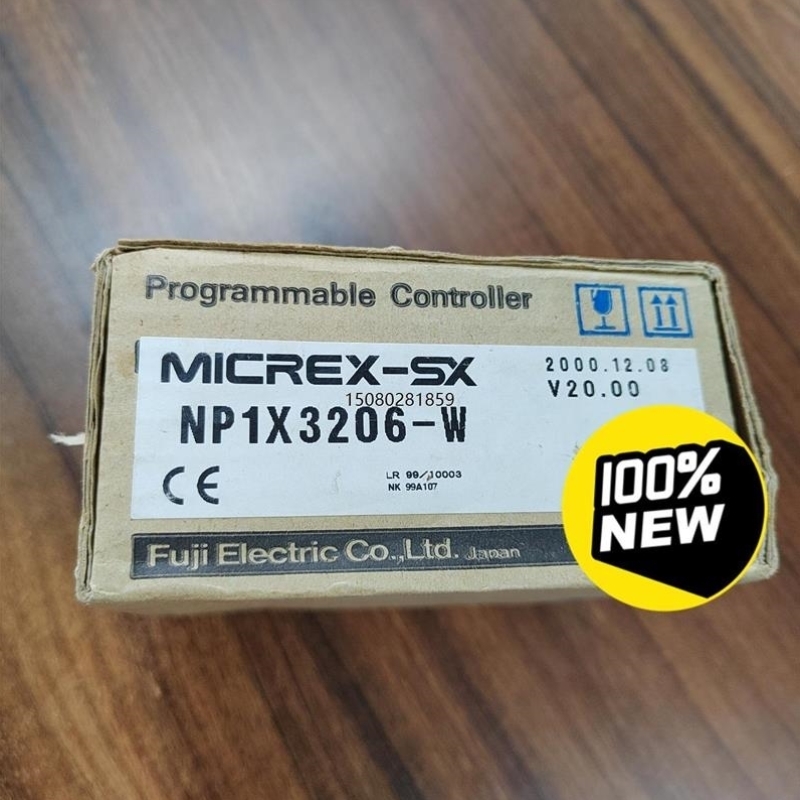 Programmable Controller
MICREX-SX
2000.12.08
V20.00
15080281859
NP1X3206-W
CE
LR 99/10003
NK 99A107
Fuji Electric Co.,Ltd. Japan
100%
NEW